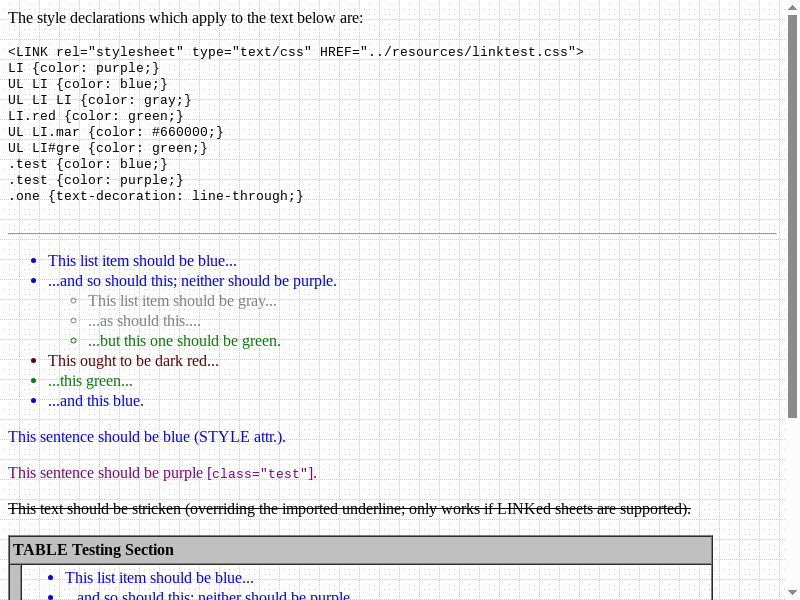 The style declarations which apply to the text below are:
<LINK rel="stylesheet" type="text/css" HREF="../resources/linktest.css">
LI {color: purple;}
UL LI {color: blue;}
UL LI LI {color: gray;}
LI.red {color: green;}
UL LI.mar {color: #660000;}
UL LI#gre {color: green;}
.test {color: blue;}
.test {color: purple;}
.one {text-decoration: line-through;}
This list item should be blue...
...and so should this; neither should be purple.
This list item should be gray...
...as should this....
...but this one should be green.
This ought to be dark red...
...this green...
...and this blue.
This sentence should be blue (STYLE attr.).
This sentence should be purple [class="test"].
This text should be stricken (overriding the imported underline; only works if LINKed sheets are supported).
TABLE Testing Section
This list item should be blue...
...and so should this; neither should be purple.